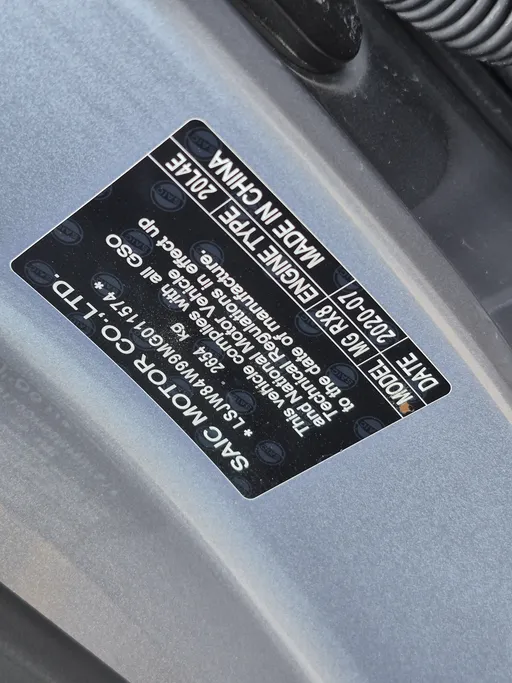 SAIC MOTOR CO.,LTD.
* LSJW84W99MG011574 *
2654 kg
This vehicle complies with all GSO
and National Motor Vehicle
Technical Regulations in effect up
to the date of manufacture.
MODEL MG RX8 ENGINE TYPE 20L4E
DATE 2020-07 MADE IN CHINA